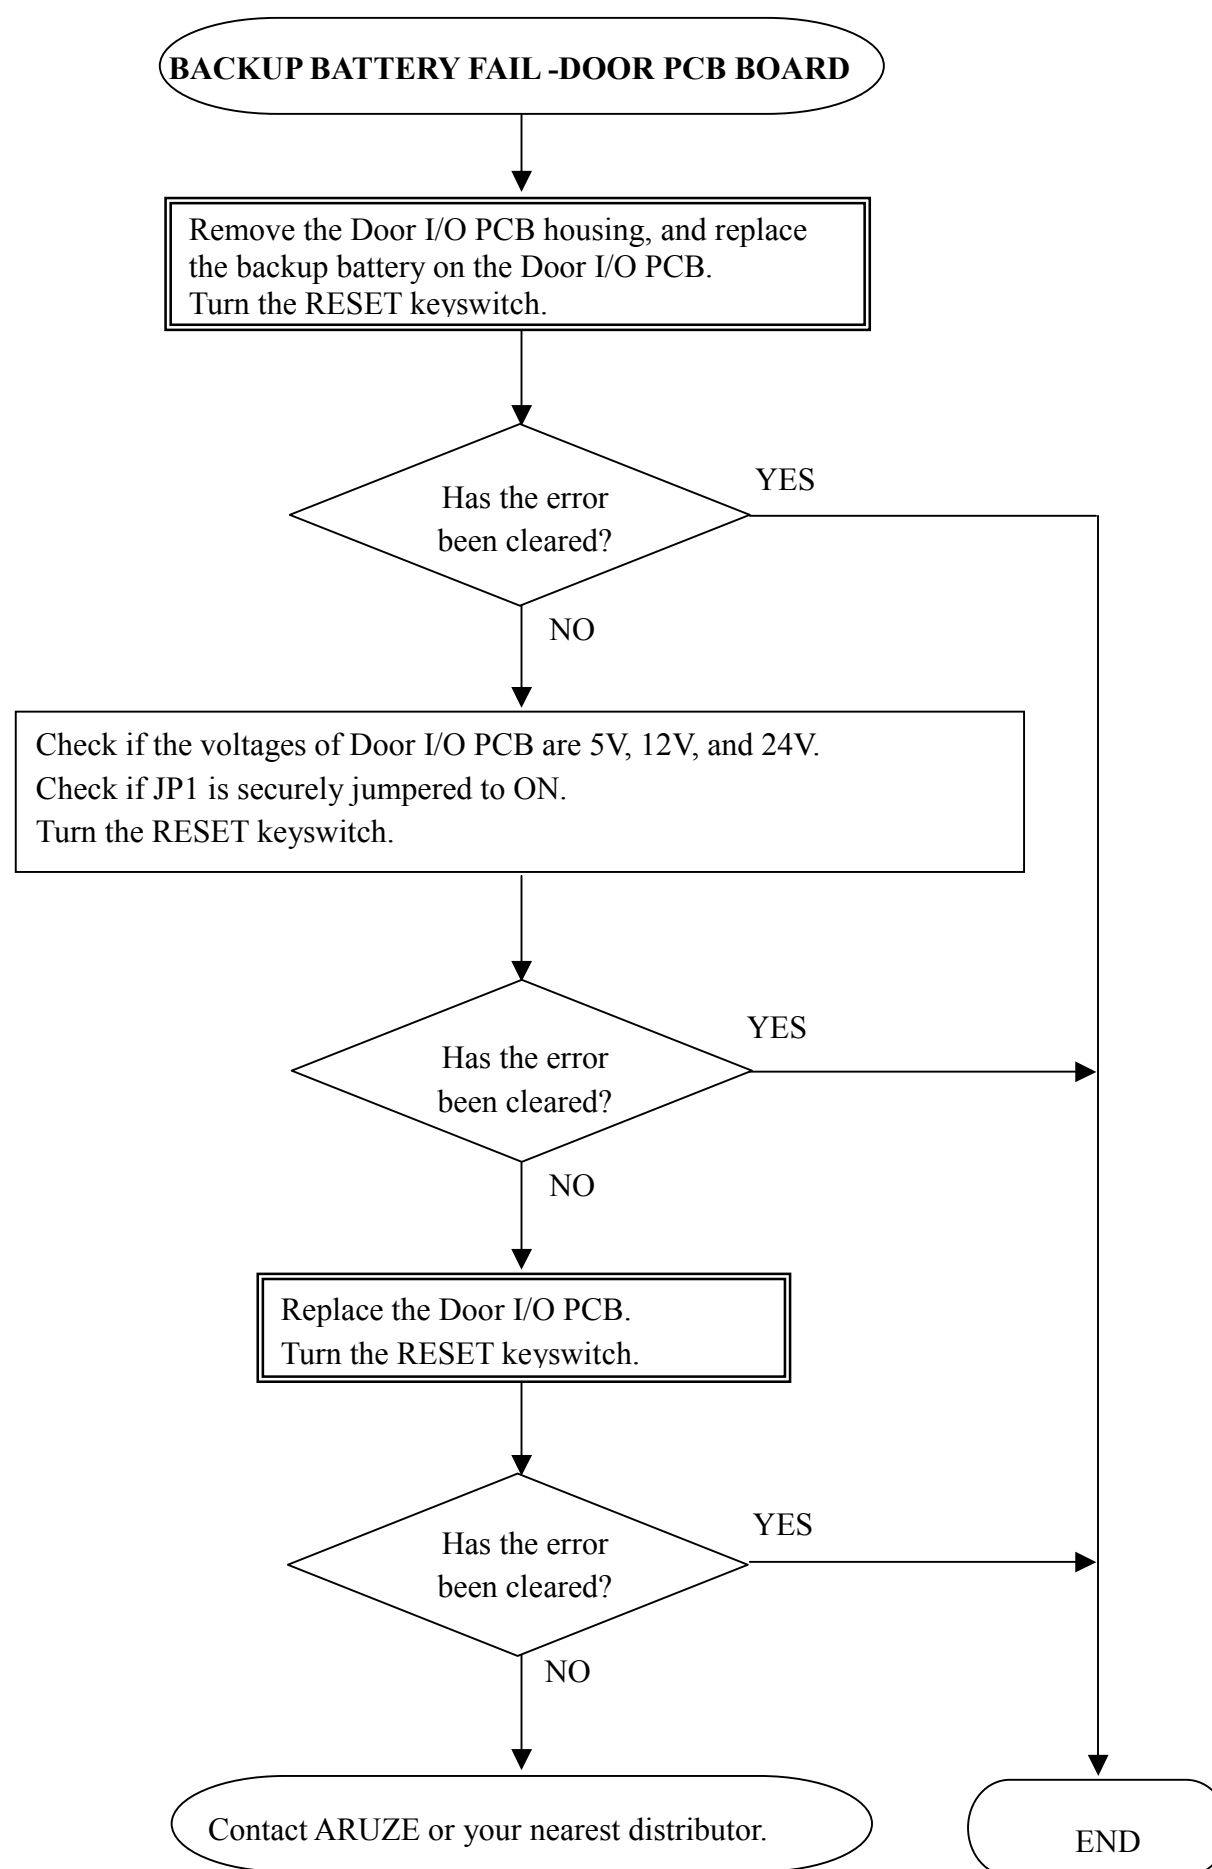 BACKUP BATTERY FAIL -DOOR PCB BOARD
Remove the Door I/O PCB housing, and replace
the backup battery on the Door I/O PCB.
Turn the RESET keyswitch.
Has the error
been cleared?
YES
NO
Check if the voltages of Door I/O PCB are 5V, 12V, and 24V.
Check if JP1 is securely jumpered to ON.
Turn the RESET keyswitch.
Has the error
been cleared?
YES
NO
Replace the Door I/O PCB.
Turn the RESET keyswitch.
Has the error
been cleared?
YES
NO
Contact ARUZE or your nearest distributor.
END